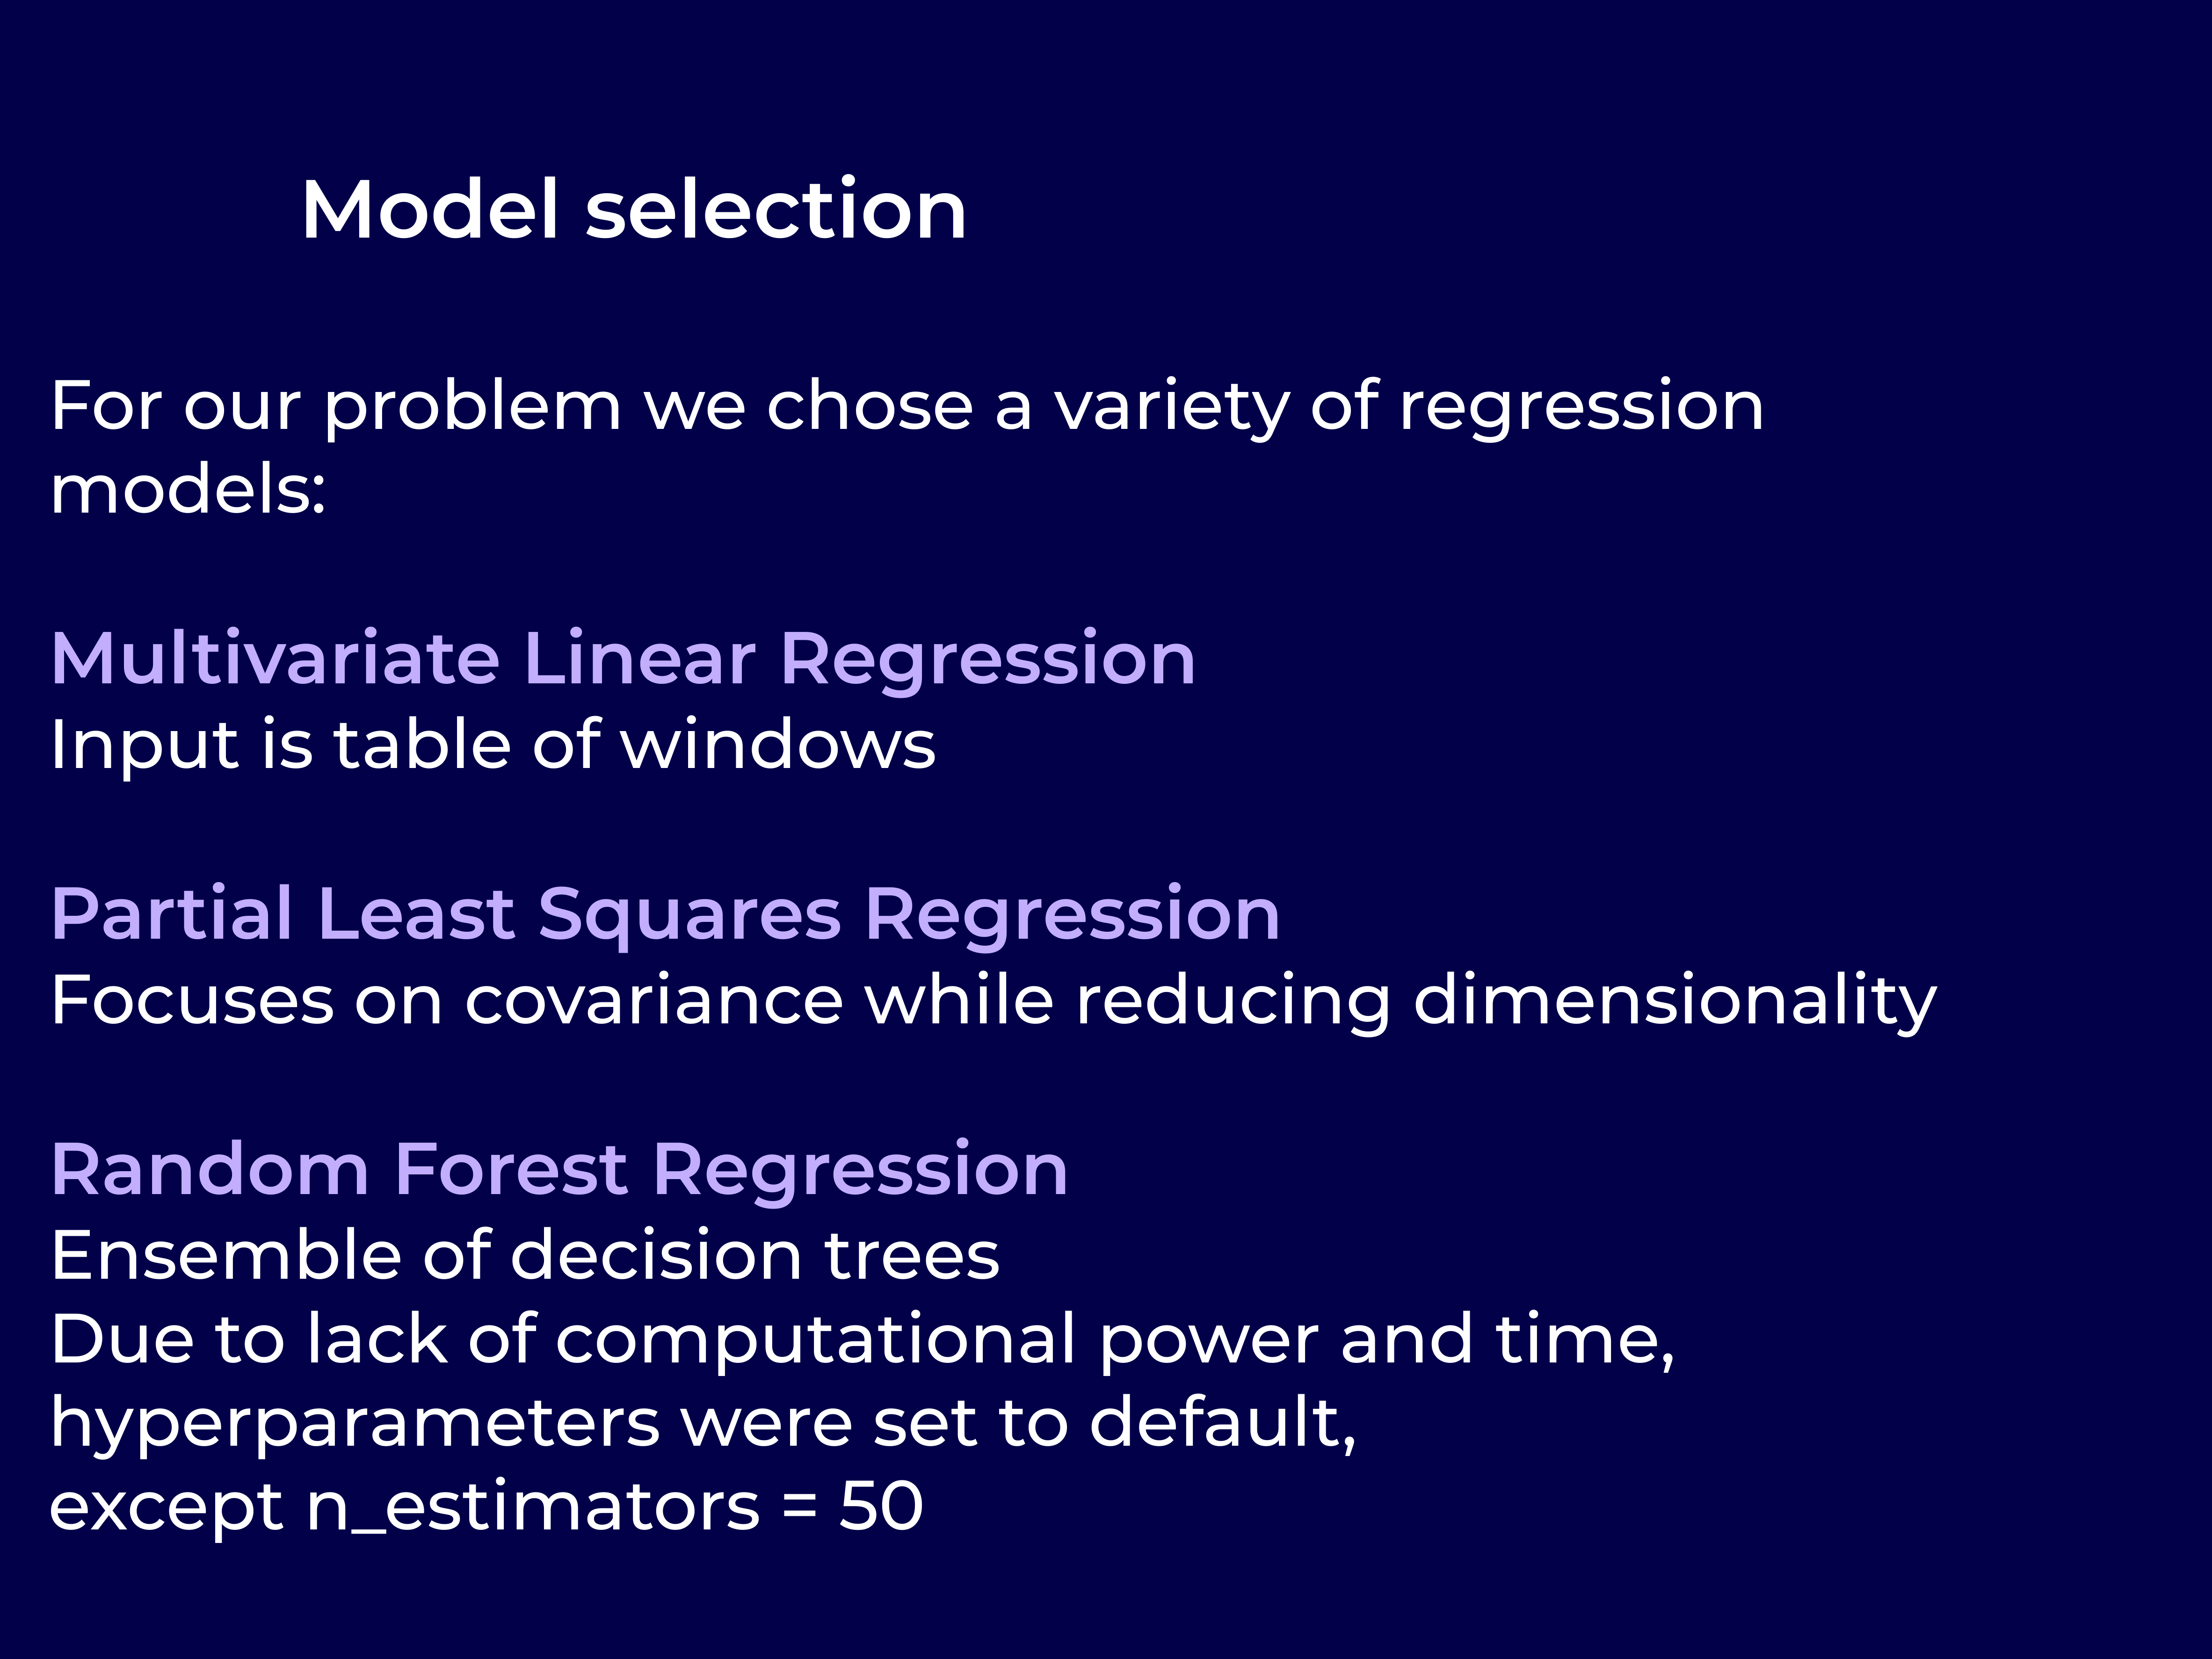 Model selection
For our problem we chose a variety of regression
models:
Multivariate Linear Regression
Input is table of windows
Partial Least Squares Regression
Focuses on covariance while reducing dimensionality
Random Forest Regression
Ensemble of decision trees
Due to lack of computational power and time,
hyperparameters were set to default,
except n_estimators = 50